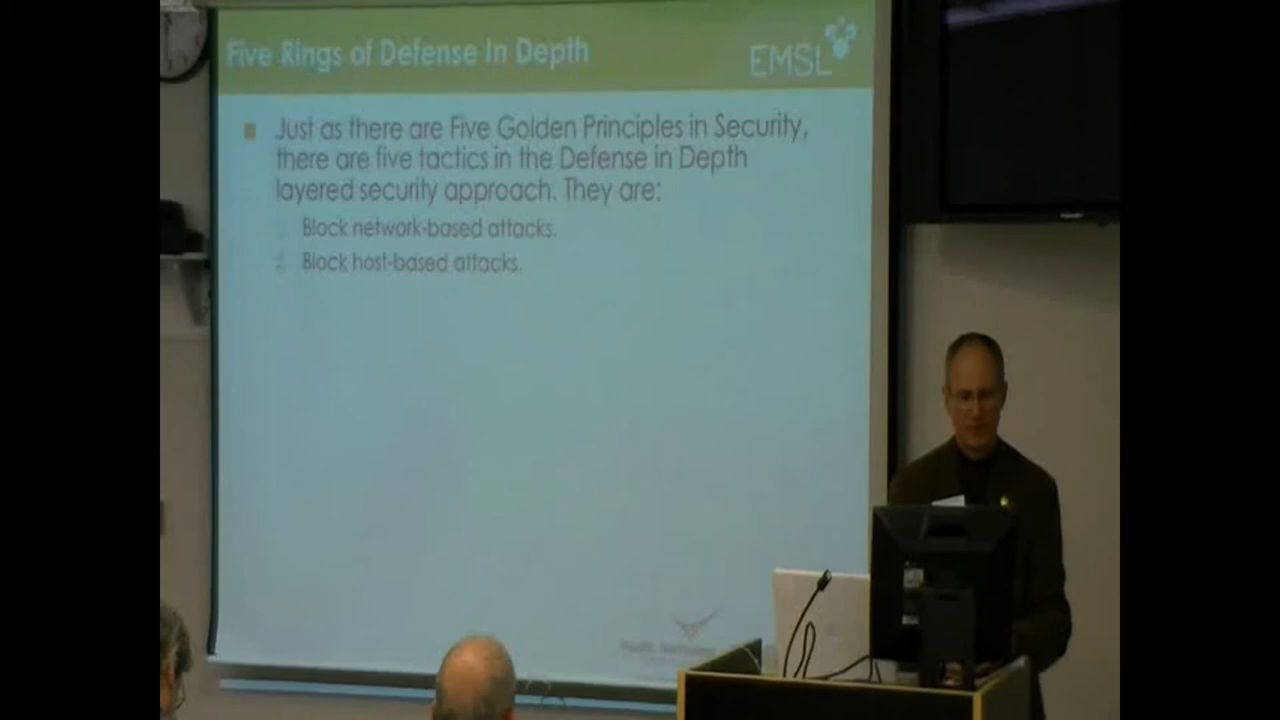 Five Rings of Defense In Depth
EMSL
Just as there are Five Golden Principles in Security,
there are five tactics in the Defense in Depth
layered security approach. They are:
Block network-based attacks.
Block host-based attacks.